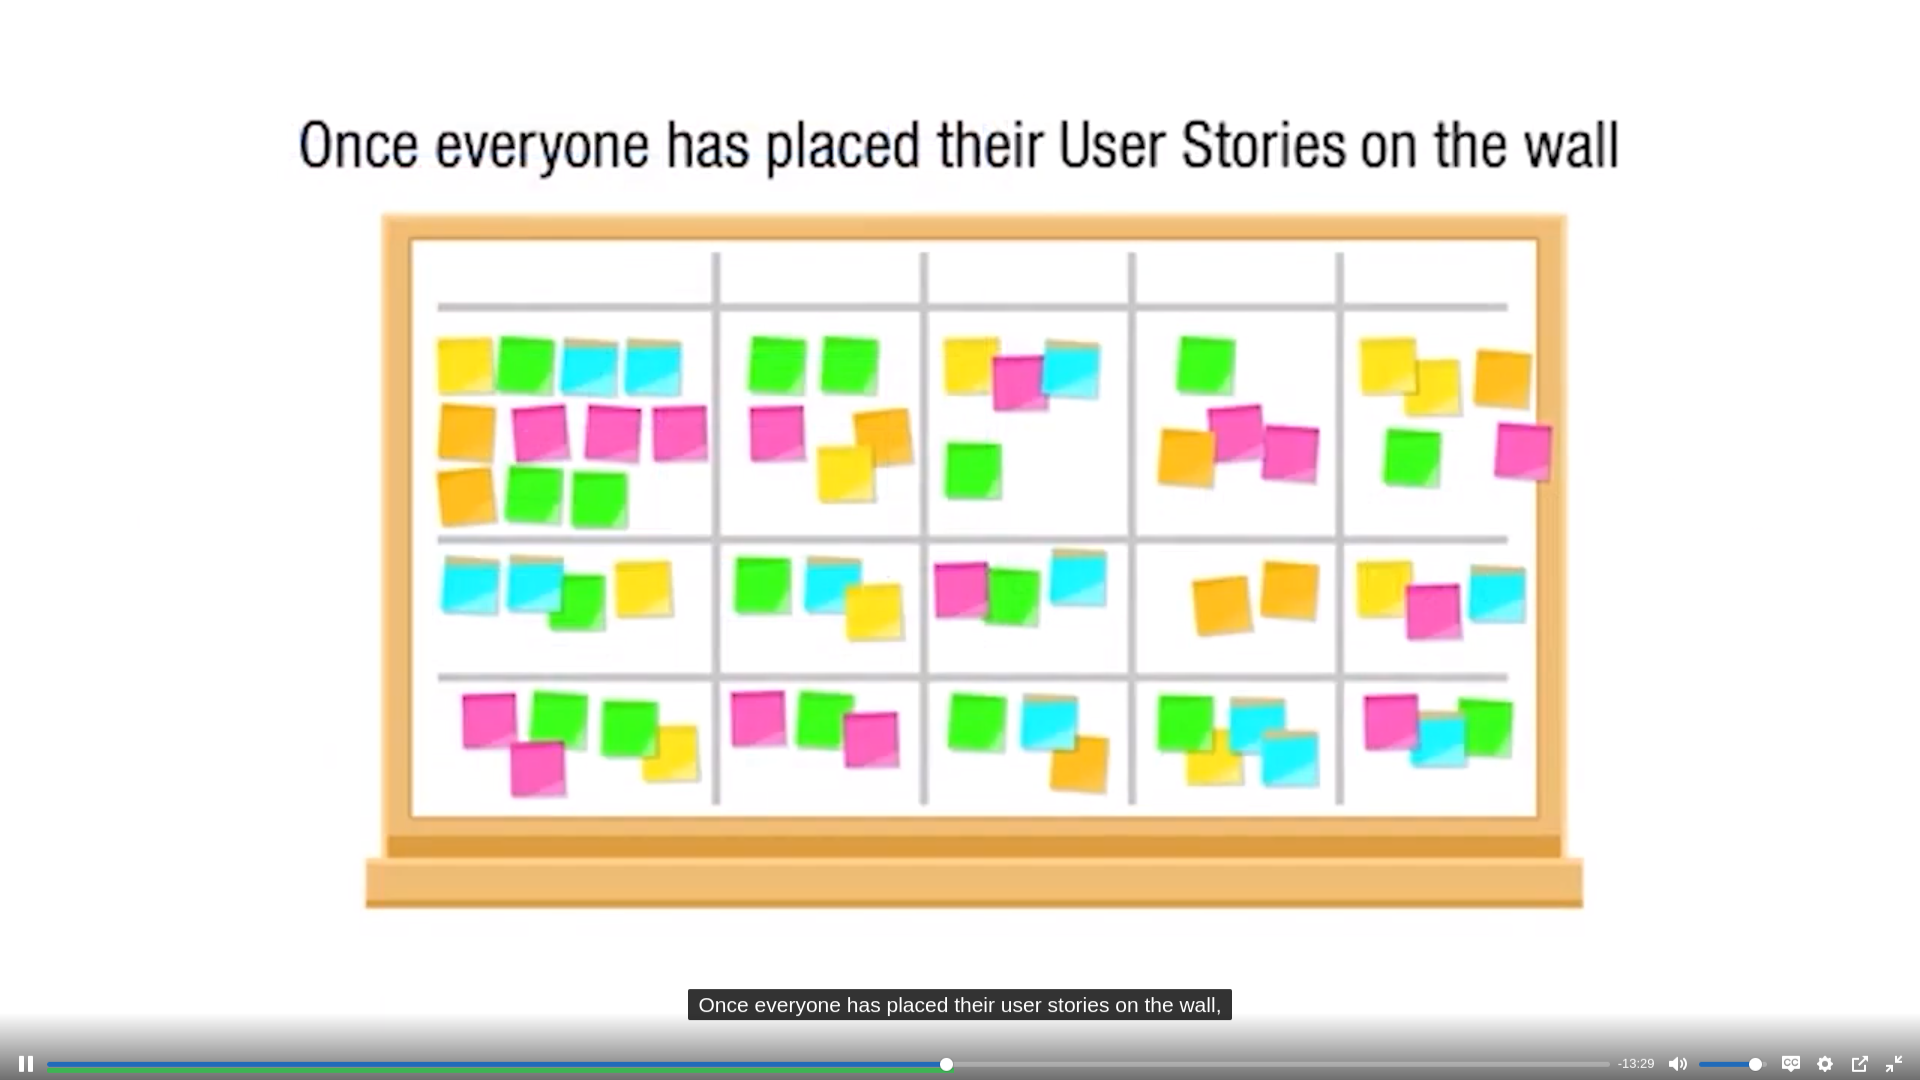 Once everyone has placed their User Stories on the wall
Once everyone has placed their user stories on the wall,
-13:29
CC